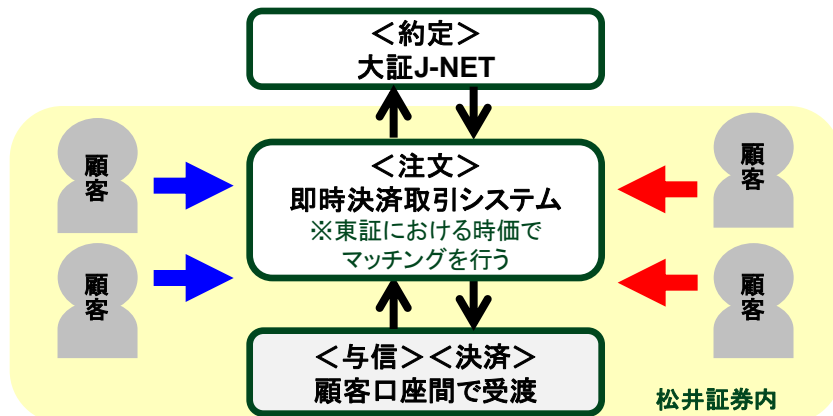 ＜約定＞
大証J-NET
顧客
顧客
＜注文＞
即時決済取引システム
※東証における時価で
マッチングを行う
顧客
顧客
＜与信＞＜決済＞
顧客口座間で受渡
松井証券内